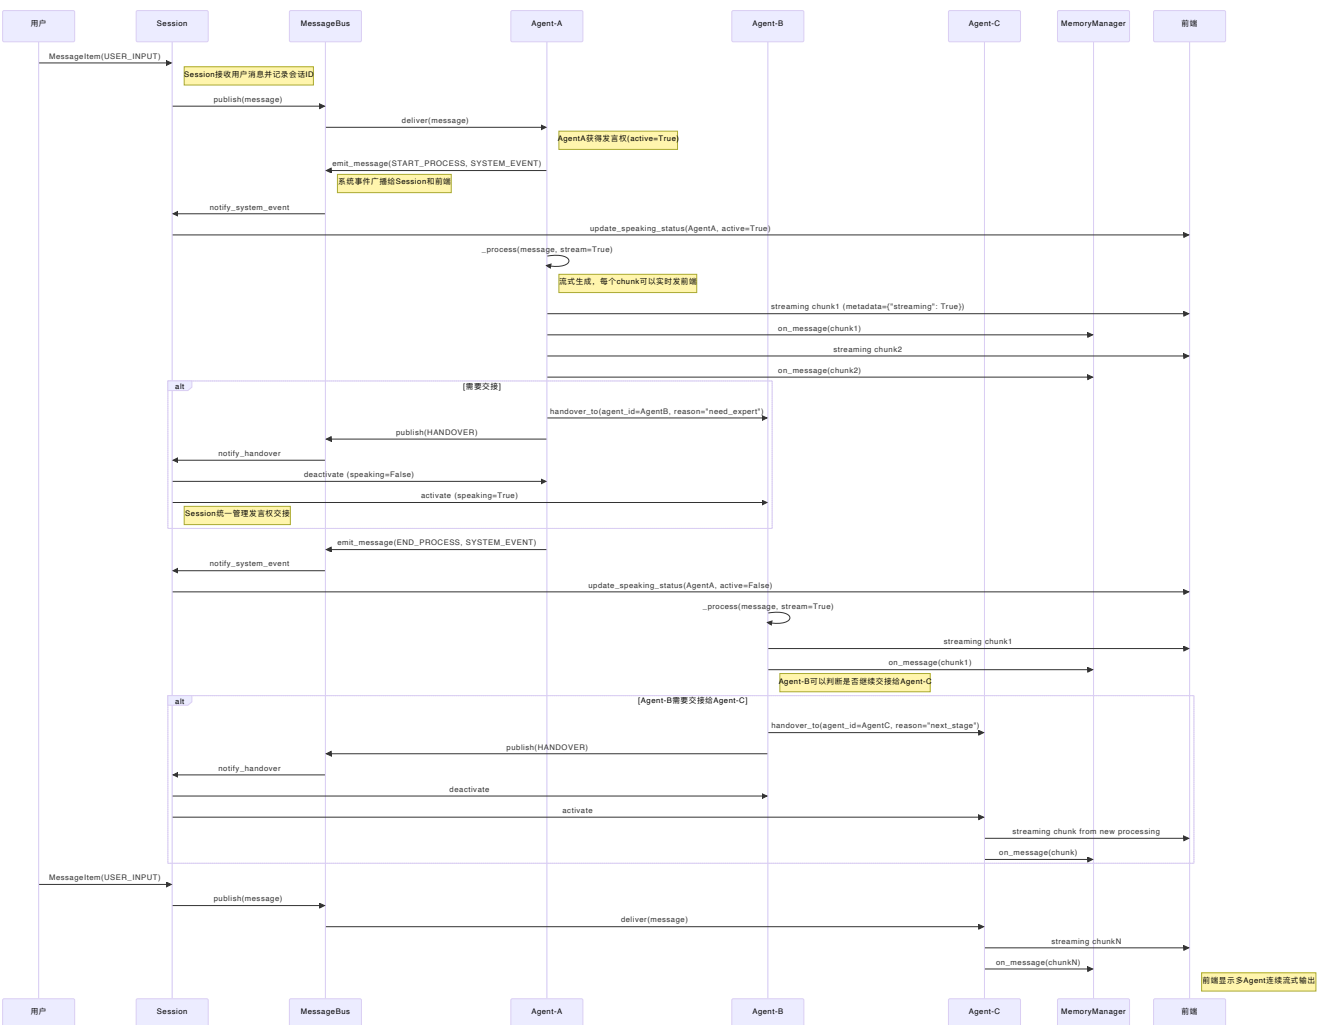 用户
Session
MessageBus
Agent-A
Agent-B
Agent-C
MemoryManager
前端
MessageItem(USER_INPUT)
Session接收用户消息并记录会话ID
publish(message)
deliver(message)
AgentA获得发言权(active=True)
emit_message(START_PROCESS, SYSTEM_EVENT)
系统事件广播给Session和前端
notify_system_event
update_speaking_status(AgentA, active=True)
_process(message, stream=True)
流式生成，每个chunk可以实时发前端
streaming chunk1 (metadata={"streaming": True})
on_message(chunk1)
streaming chunk2
on_message(chunk2)
alt
[需要交接]
handover_to(agent_id=AgentB, reason="need_expert")
publish(HANDOVER)
notify_handover
deactivate (speaking=False)
activate (speaking=True)
Session统一管理发言权交接
emit_message(END_PROCESS, SYSTEM_EVENT)
notify_system_event
update_speaking_status(AgentA, active=False)
_process(message, stream=True)
streaming chunk1
on_message(chunk1)
Agent-B可以判断是否继续交接给Agent-C
alt
[Agent-B需要交接给Agent-C]
handover_to(agent_id=AgentC, reason="next_stage")
publish(HANDOVER)
notify_handover
deactivate
activate
streaming chunk from new processing
on_message(chunk)
MessageItem(USER_INPUT)
publish(message)
deliver(message)
streaming chunkN
on_message(chunkN)
前端显示多Agent连续流式输出
用户
Session
MessageBus
Agent-A
Agent-B
Agent-C
MemoryManager
前端